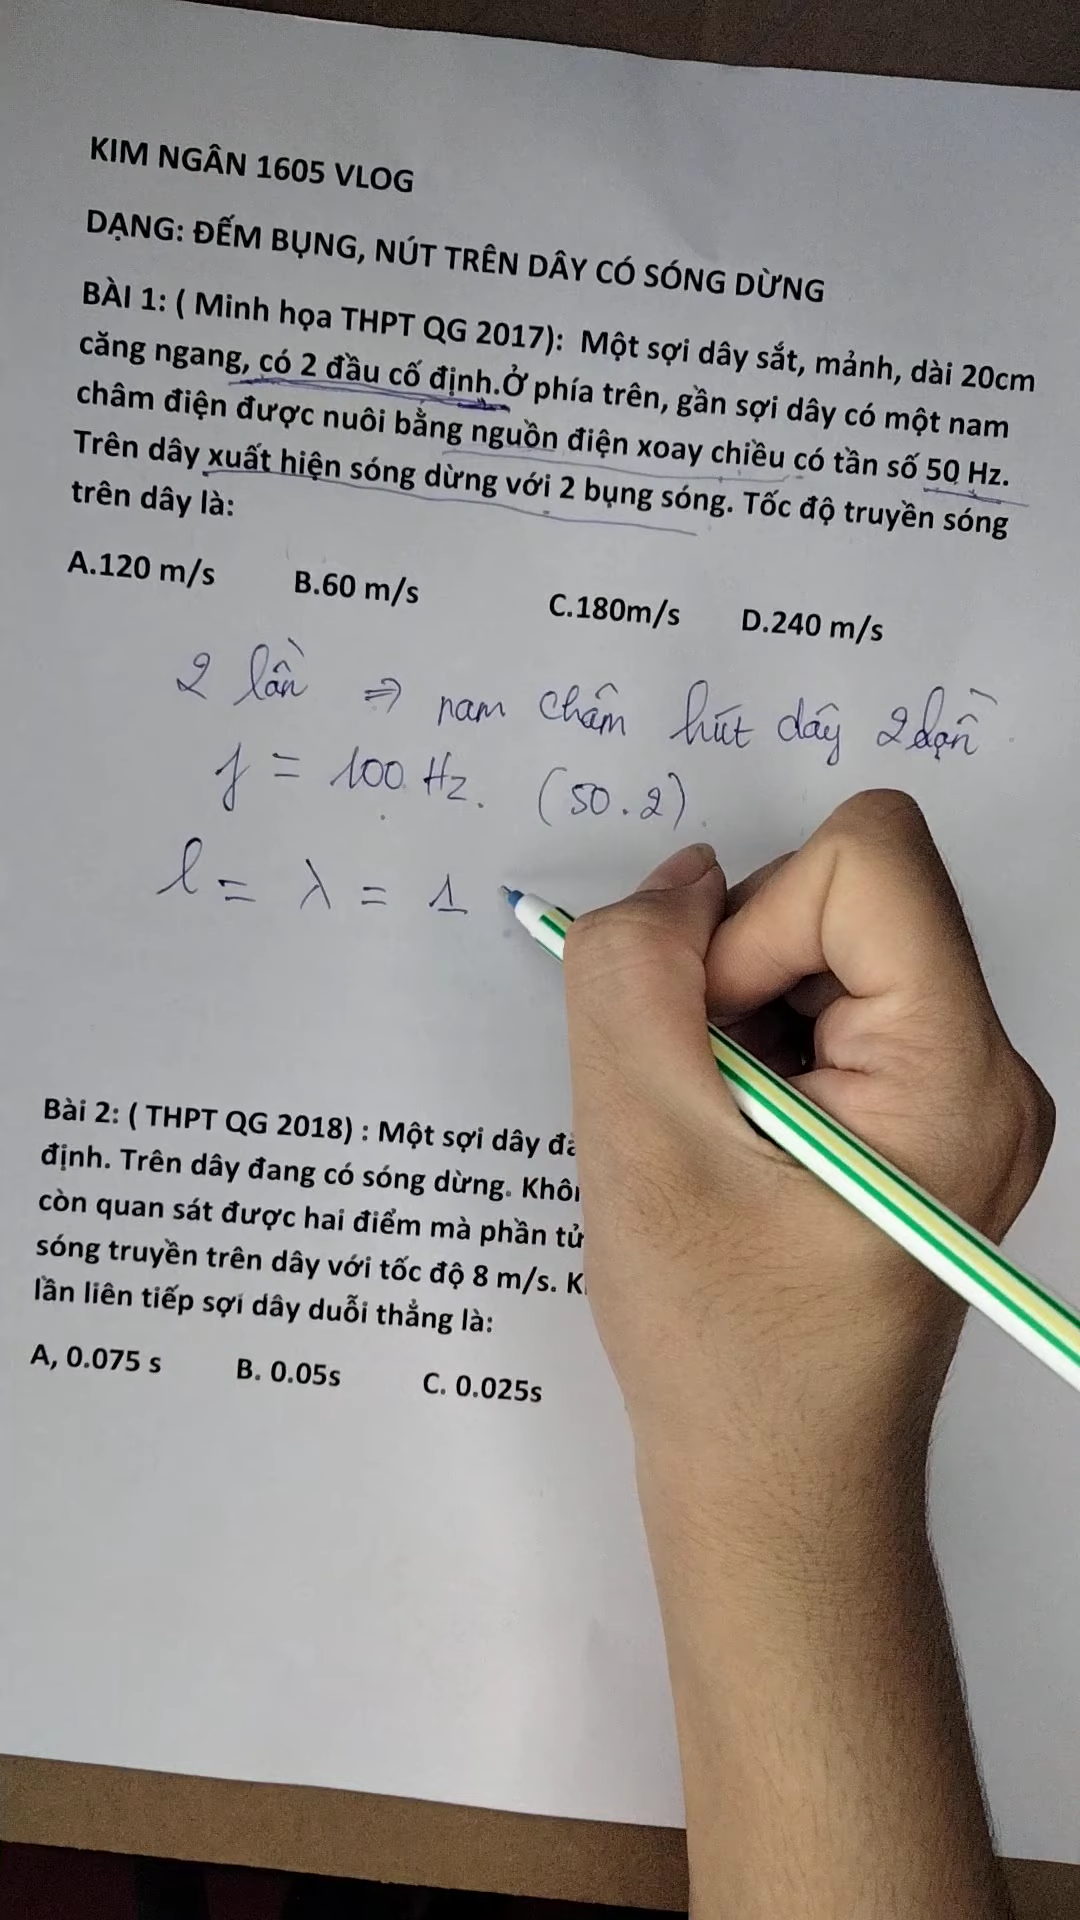 KIM NGÂN 1605 VLOG
DẠNG: ĐẾM BỤNG, NÚT TRÊN DÂY CÓ SÓNG DỪNG
BÀI 1: ( Minh họa THPT QG 2017): Một sợi dây sắt, mảnh, dài 20cm
căng ngang, có 2 đầu cố định.Ở phía trên, gần sợi dây có một nam
châm điện được nuôi bằng nguồn điện xoay chiều có tần số 50 Hz.
Trên dây xuất hiện sóng dừng với 2 bụng sóng. Tốc độ truyền sóng
trên dây là:
A.120 m/s B.60 m/s C.180m/s D.240 m/s
2 lần ⇒ nam châm hút dây 2
f = 100 Hz. (50.2)
l = λ = 1
Bài 2: ( THPT QG 2018) : Một sợi dây
định. Trên dây đang có sóng dừng.
còn quan sát được hai điểm mà phần tử
sóng truyền trên dây với tốc độ 8 m/s.
lần liên tiếp sợi dây duỗi thẳng là:
A, 0.075 s B. 0.05s C. 0.025s